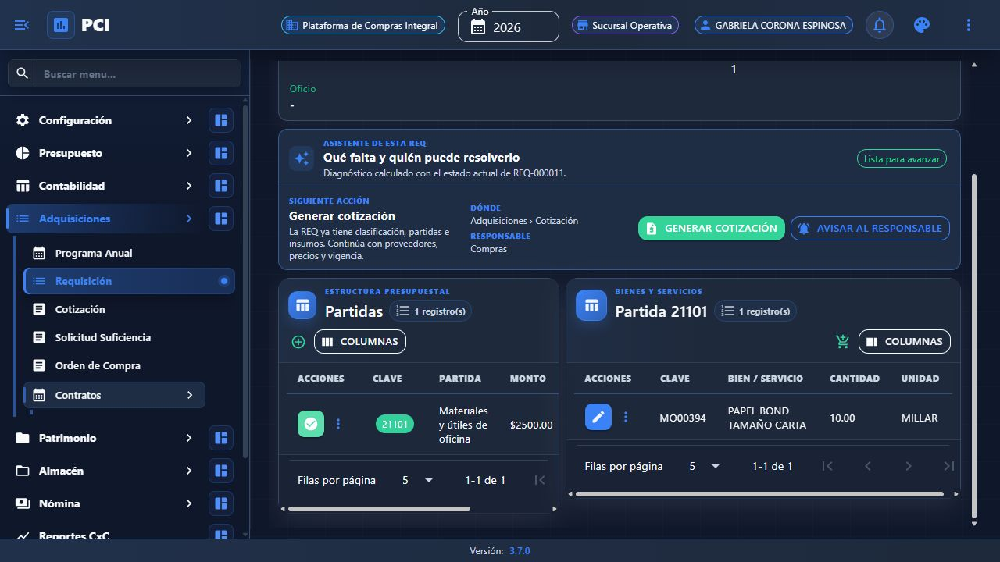 PCI
Plataforma de Compras Integral
Año
2026
Sucursal Operativa
GABRIELA CORONA ESPINOSA
Buscar menu...
Configuración
Presupuesto
Contabilidad
Adquisiciones
Programa Anual
Requisición
Cotización
Solicitud Suficiencia
Orden de Compra
Contratos
Patrimonio
Almacén
Nómina
Reportes CxC
1
Oficio
-
ASISTENTE DE ESTA REQ
Qué falta y quién puede resolverlo
Diagnóstico calculado con el estado actual de REQ-000011.
Lista para avanzar
SIGUIENTE ACCIÓN
Generar cotización
La REQ ya tiene clasificación, partidas e
insumos. Continúa con proveedores,
precios y vigencia.
DÓNDE
Adquisiciones › Cotización
RESPONSABLE
Compras
GENERAR COTIZACIÓN
AVISAR AL RESPONSABLE
ESTRUCTURA PRESUPUESTAL
Partidas
1 registro(s)
COLUMNAS
ACCIONES CLAVE PARTIDA MONTO
21101
Materiales
y útiles de
oficina
$2500.00
Filas por página 5 1-1 de 1
BIENES Y SERVICIOS
Partida 21101
1 registro(s)
COLUMNAS
ACCIONES CLAVE BIEN / SERVICIO CANTIDAD UNIDAD
MO00394
PAPEL BOND
TAMAÑO CARTA
10.00
MILLAR
Filas por página 5 1-1 de 1
Versión: 3.7.0